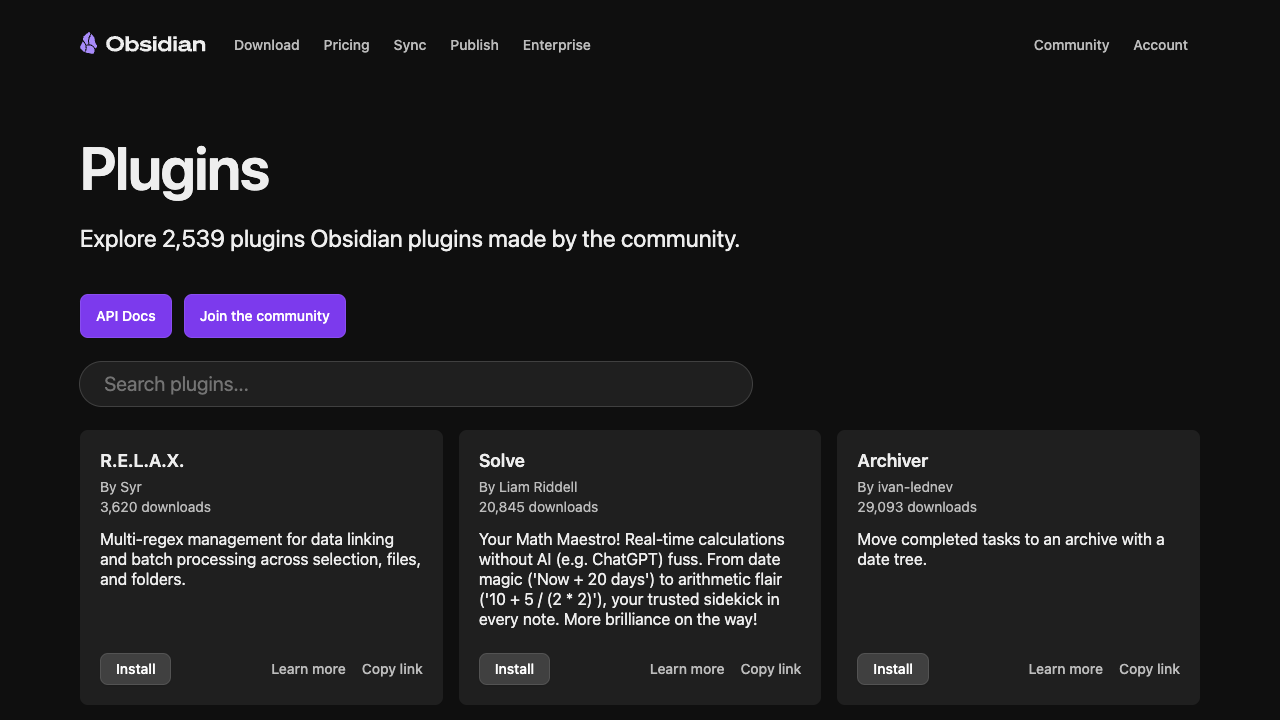 Obsidian Download Pricing Sync Publish Enterprise Community Account
Plugins
Explore 2,539 plugins Obsidian plugins made by the community.
API Docs Join the community
Search plugins...
R.E.L.A.X.
By Syr
3,620 downloads
Multi-regex management for data linking
and batch processing across selection, files,
and folders.
Install Learn more Copy link
Solve
By Liam Riddell
20,845 downloads
Your Math Maestro! Real-time calculations
without AI (e.g. ChatGPT) fuss. From date
magic ('Now + 20 days') to arithmetic flair
('10 + 5 / (2 * 2)'), your trusted sidekick in
every note. More brilliance on the way!
Install Learn more Copy link
Archiver
By ivan-lednev
29,093 downloads
Move completed tasks to an archive with a
date tree.
Install Learn more Copy link